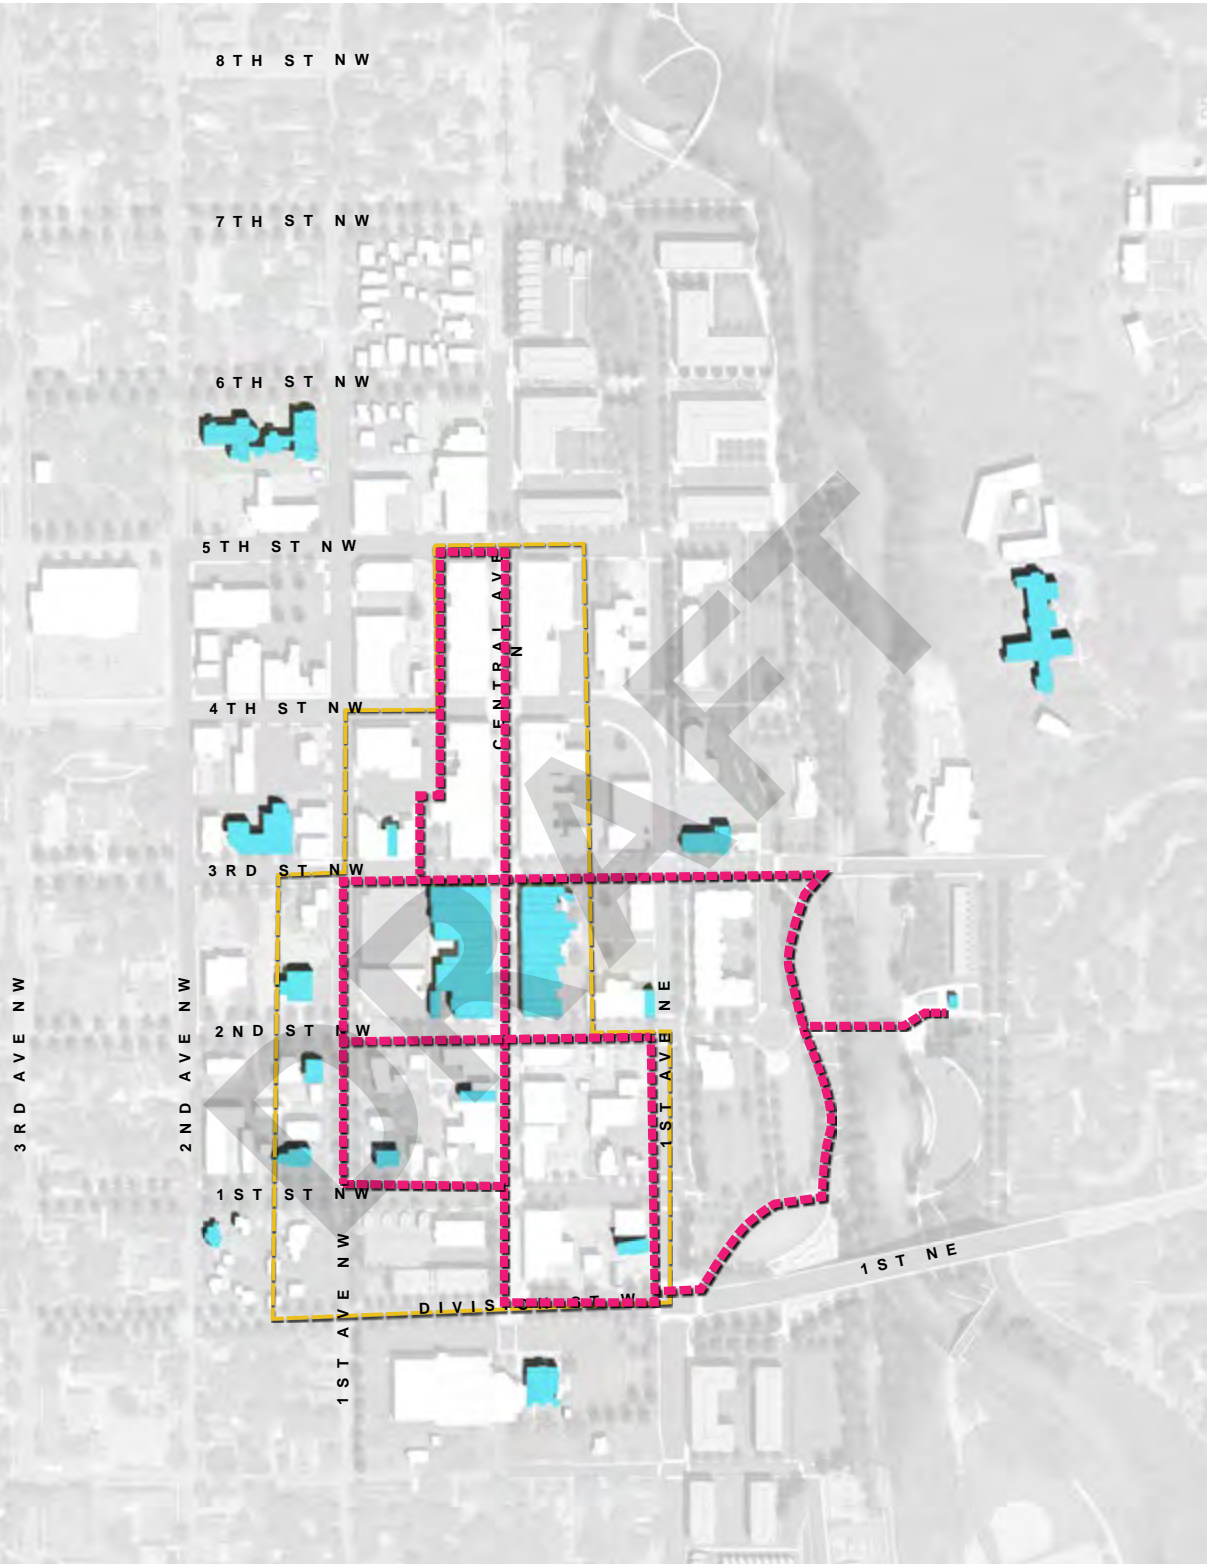 8TH ST NW
7TH ST NW
6TH ST NW
5TH ST NW
CENTRAL AVE N
4TH ST NW
3RD ST NW
2ND ST NW
3RD AVE NW
2ND AVE NW
1ST AVE NE
1ST ST NW
1ST AVE NW
1ST NE
DIVISION ST W
DRAFT